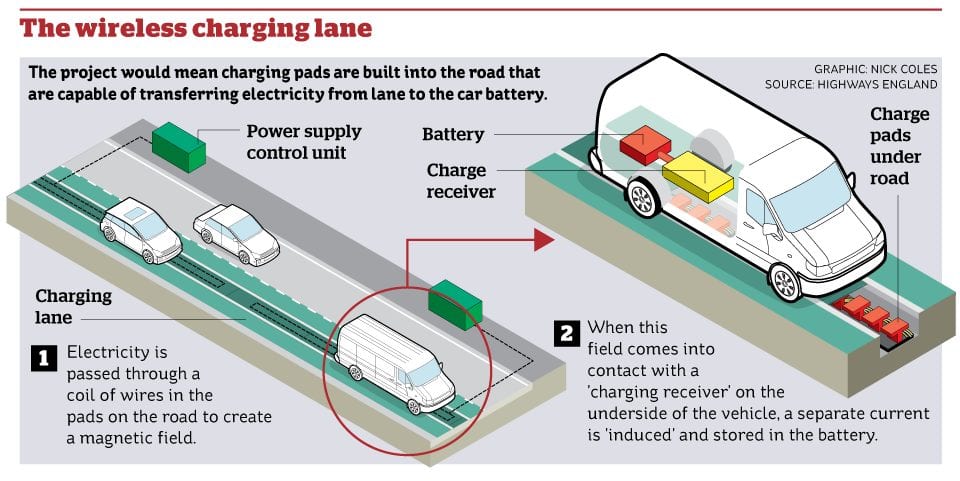 The wireless charging lane
The project would mean charging pads are built into the road that
are capable of transferring electricity from lane to the car battery.
GRAPHIC: NICK COLES
SOURCE: HIGHWAYS ENGLAND
Power supply
control unit
Battery
Charge
receiver
Charge
pads
under
road
Charging
lane
1
Electricity is
passed through a
coil of wires in the
pads on the road to create
a magnetic field.
2
When this
field comes into
contact with a
'charging receiver' on the
underside of the vehicle, a separate current
is 'induced' and stored in the battery.